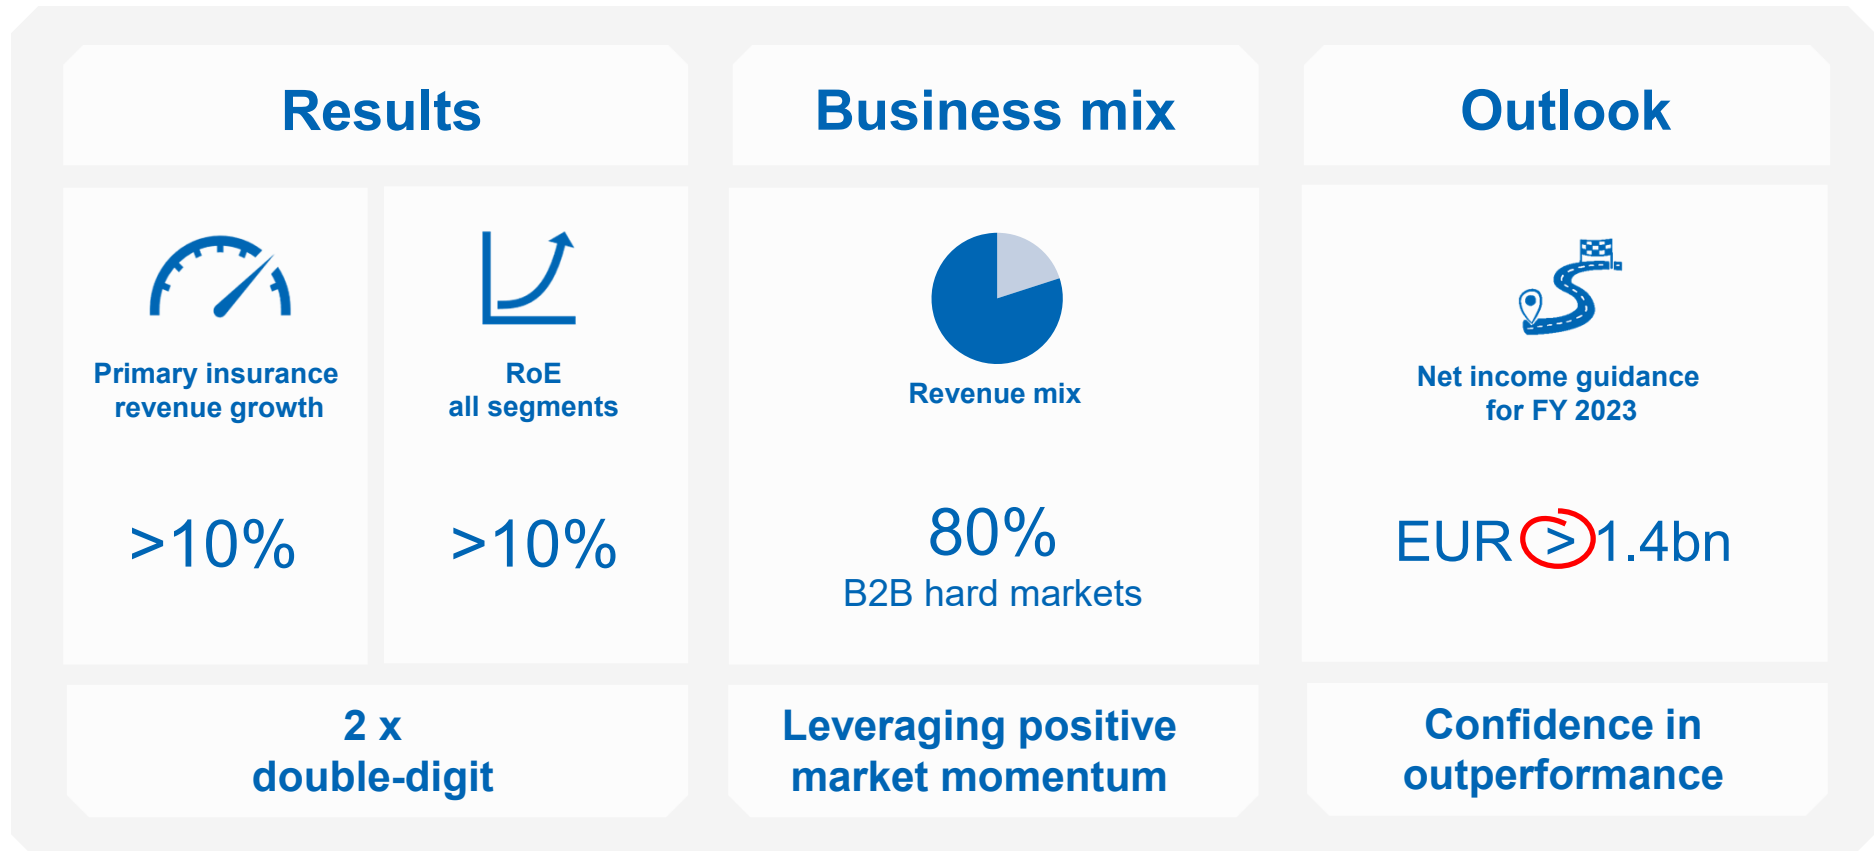 Results
Primary insurance
revenue growth
>10%
RoE
all segments
>10%
2 x
double-digit
Business mix
Revenue mix
80%
B2B hard markets
Leveraging positive
market momentum
Outlook
Net income guidance
for FY 2023
EUR > 1.4bn
Confidence in
outperformance